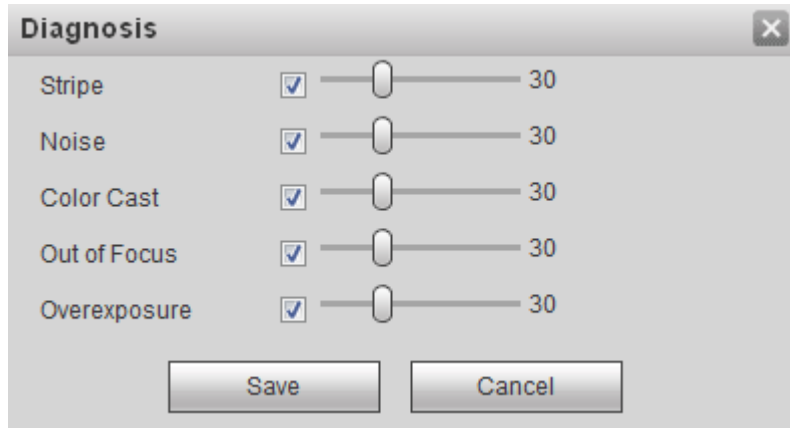 Diagnosis
Stripe 30
Noise 30
Color Cast 30
Out of Focus 30
Overexposure 30
Save Cancel